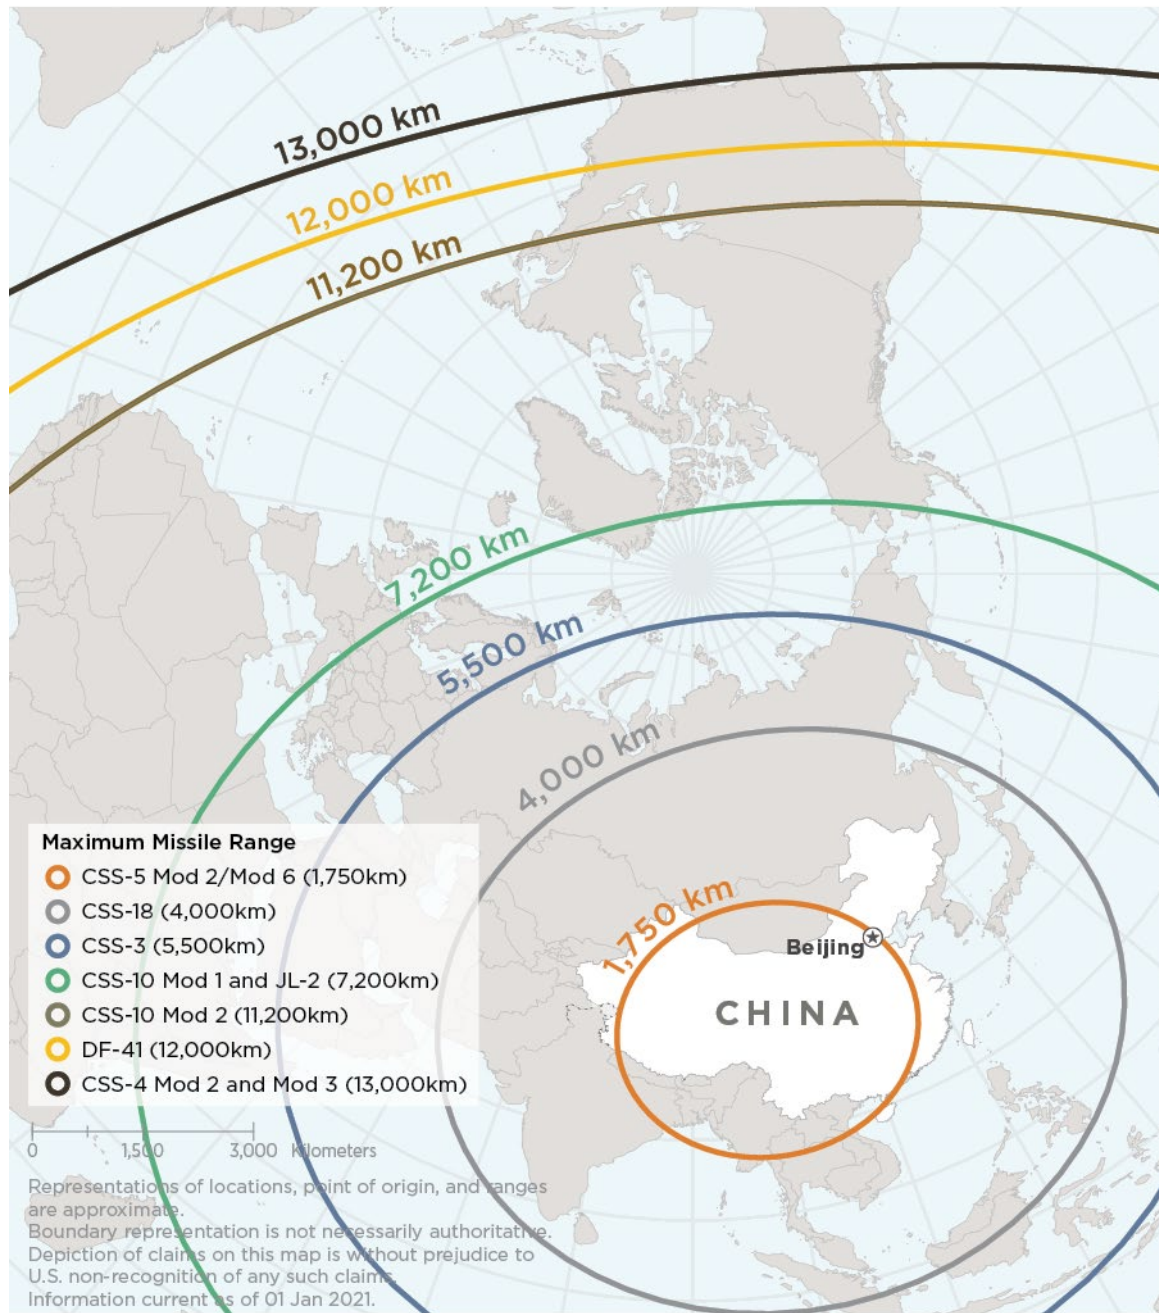 13,000 km
12,000 km
11,200 km
7,200 km
5,500 km
4,000 km
1,750 km
Beijing
CHINA
Maximum Missile Range
CSS-5 Mod 2/Mod 6 (1,750km)
CSS-18 (4,000km)
CSS-3 (5,500km)
CSS-10 Mod 1 and JL-2 (7,200km)
CSS-10 Mod 2 (11,200km)
DF-41 (12,000km)
CSS-4 Mod 2 and Mod 3 (13,000km)
0 1,500 3,000 Kilometers
Representations of locations, point of origin, and ranges
are approximate.
Boundary representation is not necessarily authoritative.
Depiction of claims on this map is without prejudice to
U.S. non-recognition of any such claims.
Information current as of 01 Jan 2021.